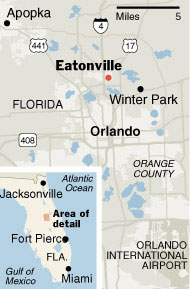 Apopka
Miles 5
4
441
17
Eatonville
Winter Park
FLORIDA
Orlando
408
ORANGE
COUNTY
Atlantic
Ocean
Jacksonville
Area of
detail
Fort Pierce
FLA.
Gulf of
Mexico
Miami
ORLANDO
INTERNATIONAL
AIRPORT